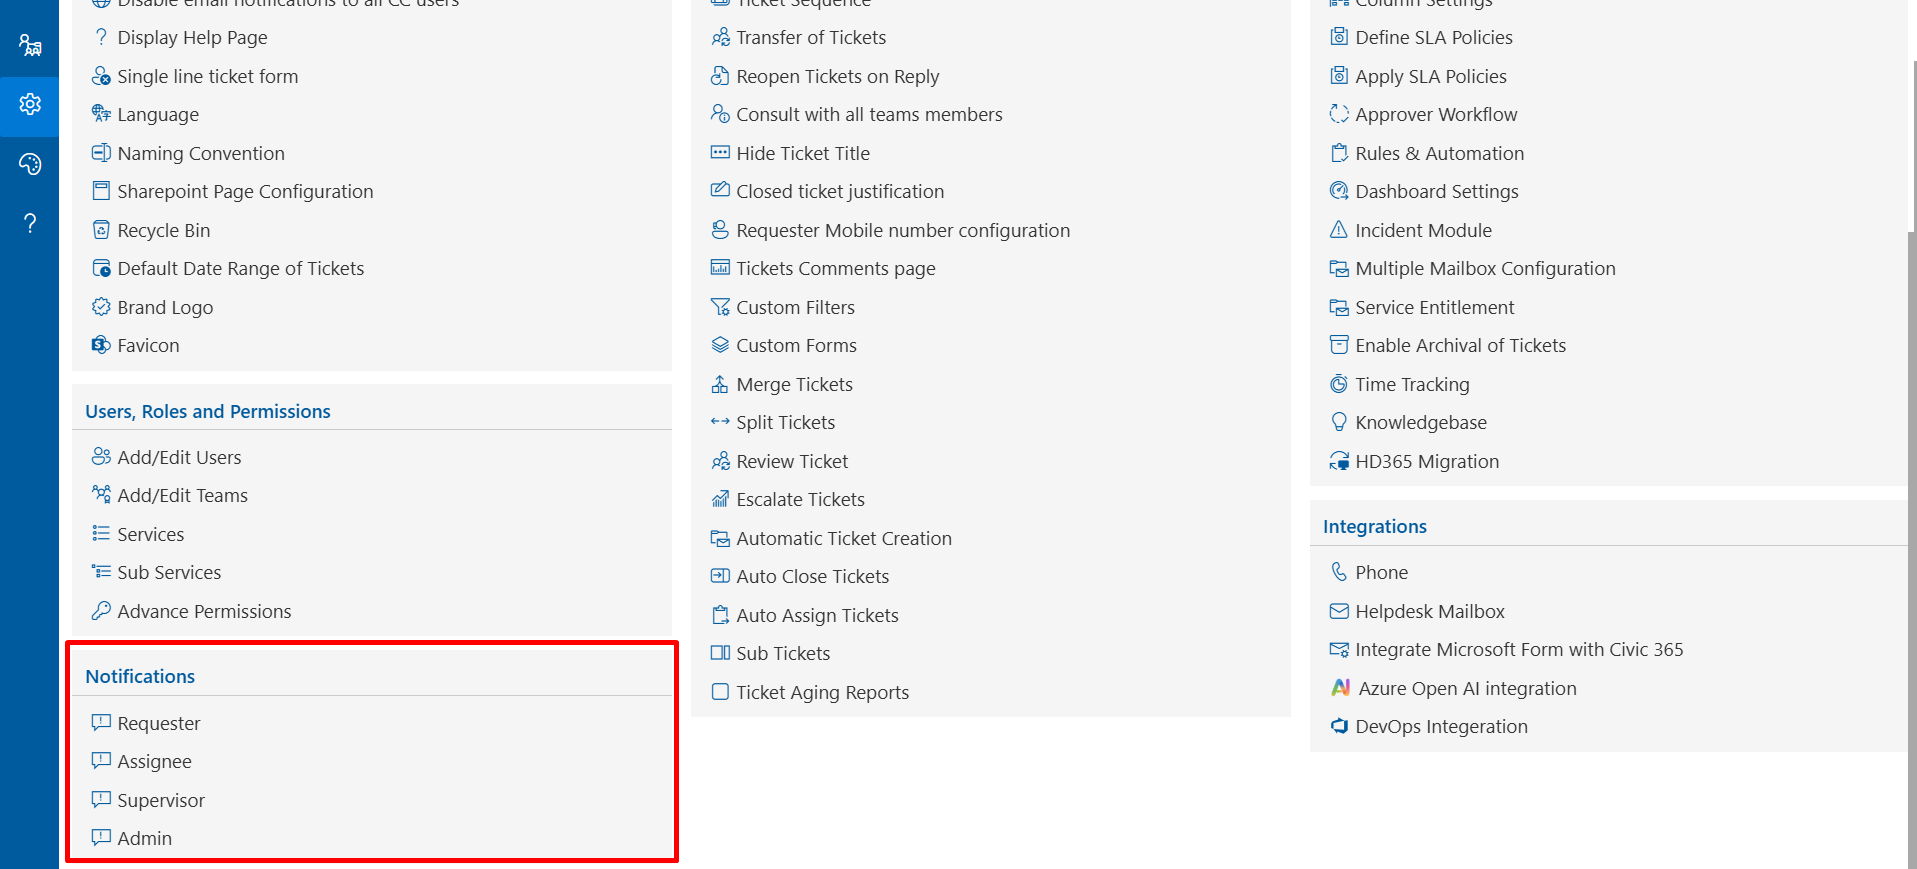 Disable email notifications to all CC users
Display Help Page
Single line ticket form
Language
Naming Convention
Sharepoint Page Configuration
Recycle Bin
Default Date Range of Tickets
Brand Logo
Favicon
Users, Roles and Permissions
Add/Edit Users
Add/Edit Teams
Services
Sub Services
Advance Permissions
Notifications
Requester
Assignee
Supervisor
Admin
Ticket Sequence
Transfer of Tickets
Reopen Tickets on Reply
Consult with all teams members
Hide Ticket Title
Closed ticket justification
Requester Mobile number configuration
Tickets Comments page
Custom Filters
Custom Forms
Merge Tickets
Split Tickets
Review Ticket
Escalate Tickets
Automatic Ticket Creation
Auto Close Tickets
Auto Assign Tickets
Sub Tickets
Ticket Aging Reports
Column Settings
Define SLA Policies
Apply SLA Policies
Approver Workflow
Rules & Automation
Dashboard Settings
Incident Module
Multiple Mailbox Configuration
Service Entitlement
Enable Archival of Tickets
Time Tracking
Knowledgebase
HD365 Migration
Integrations
Phone
Helpdesk Mailbox
Integrate Microsoft Form with Civic 365
Azure Open AI integration
DevOps Integeration